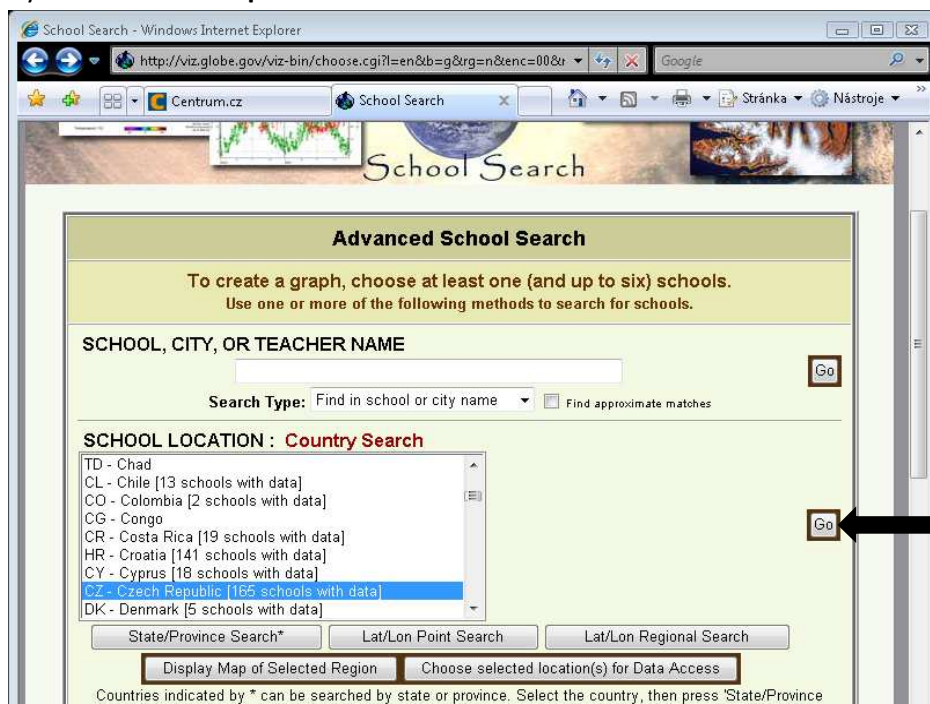 School Search - Windows Internet Explorer
http://viz.globe.gov/viz-bin/choose.cgi?l=en&b=g&rg=n&enc=00&r
Google
Centrum.cz
School Search
Stránka
Nástroje
School Search
Advanced School Search
To create a graph, choose at least one (and up to six) schools.
Use one or more of the following methods to search for schools.
SCHOOL, CITY, OR TEACHER NAME
Go
Search Type: Find in school or city name Find approximate matches
SCHOOL LOCATION : Country Search
TD - Chad
CL - Chile [13 schools with data]
CO - Colombia [2 schools with data]
CG - Congo
CR - Costa Rica [19 schools with data]
Go
HR - Croatia [141 schools with data]
CY - Cyprus [18 schools with data]
CZ - Czech Republic [165 schools with data]
DK - Denmark [5 schools with data]
State/Province Search* Lat/Lon Point Search Lat/Lon Regional Search
Display Map of Selected Region Choose selected location(s) for Data Access
Countries indicated by * can be searched by state or province. Select the country, then press 'State/Province